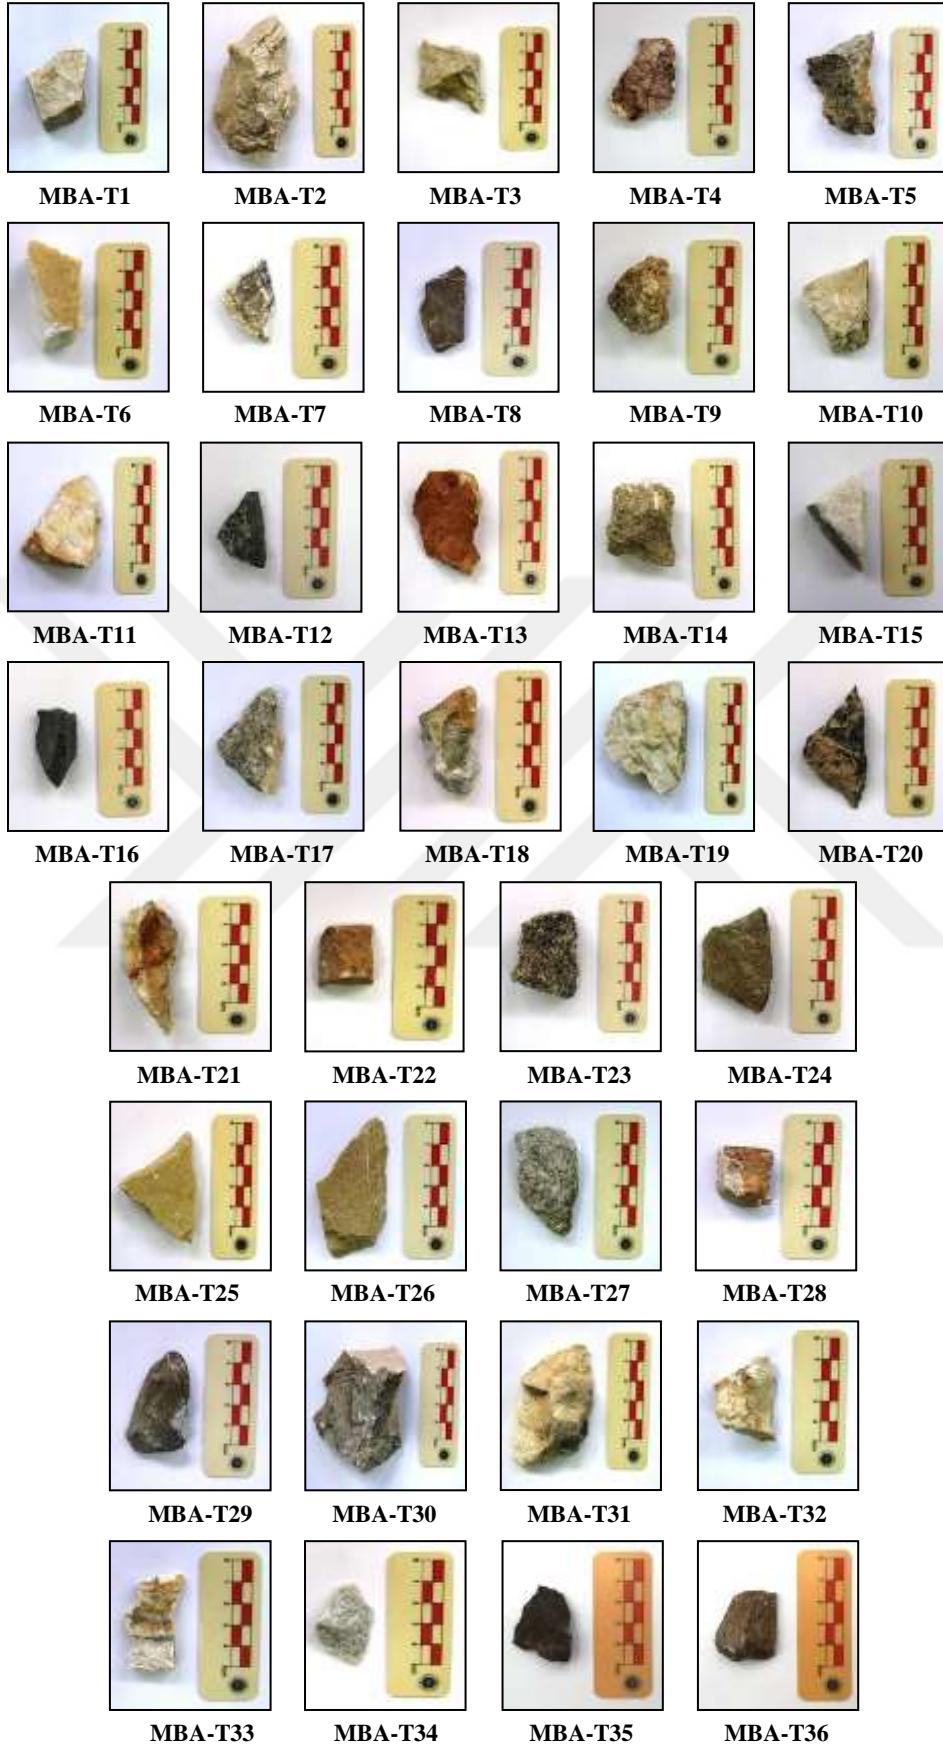 MBA-T1 MBA-T2 MBA-T3 MBA-T4 MBA-T5
MBA-T6 MBA-T7 MBA-T8 MBA-T9 MBA-T10
MBA-T11 MBA-T12 MBA-T13 MBA-T14 MBA-T15
MBA-T16 MBA-T17 MBA-T18 MBA-T19 MBA-T20
MBA-T21 MBA-T22 MBA-T23 MBA-T24
MBA-T25 MBA-T26 MBA-T27 MBA-T28
MBA-T29 MBA-T30 MBA-T31 MBA-T32
MBA-T33 MBA-T34 MBA-T35 MBA-T36